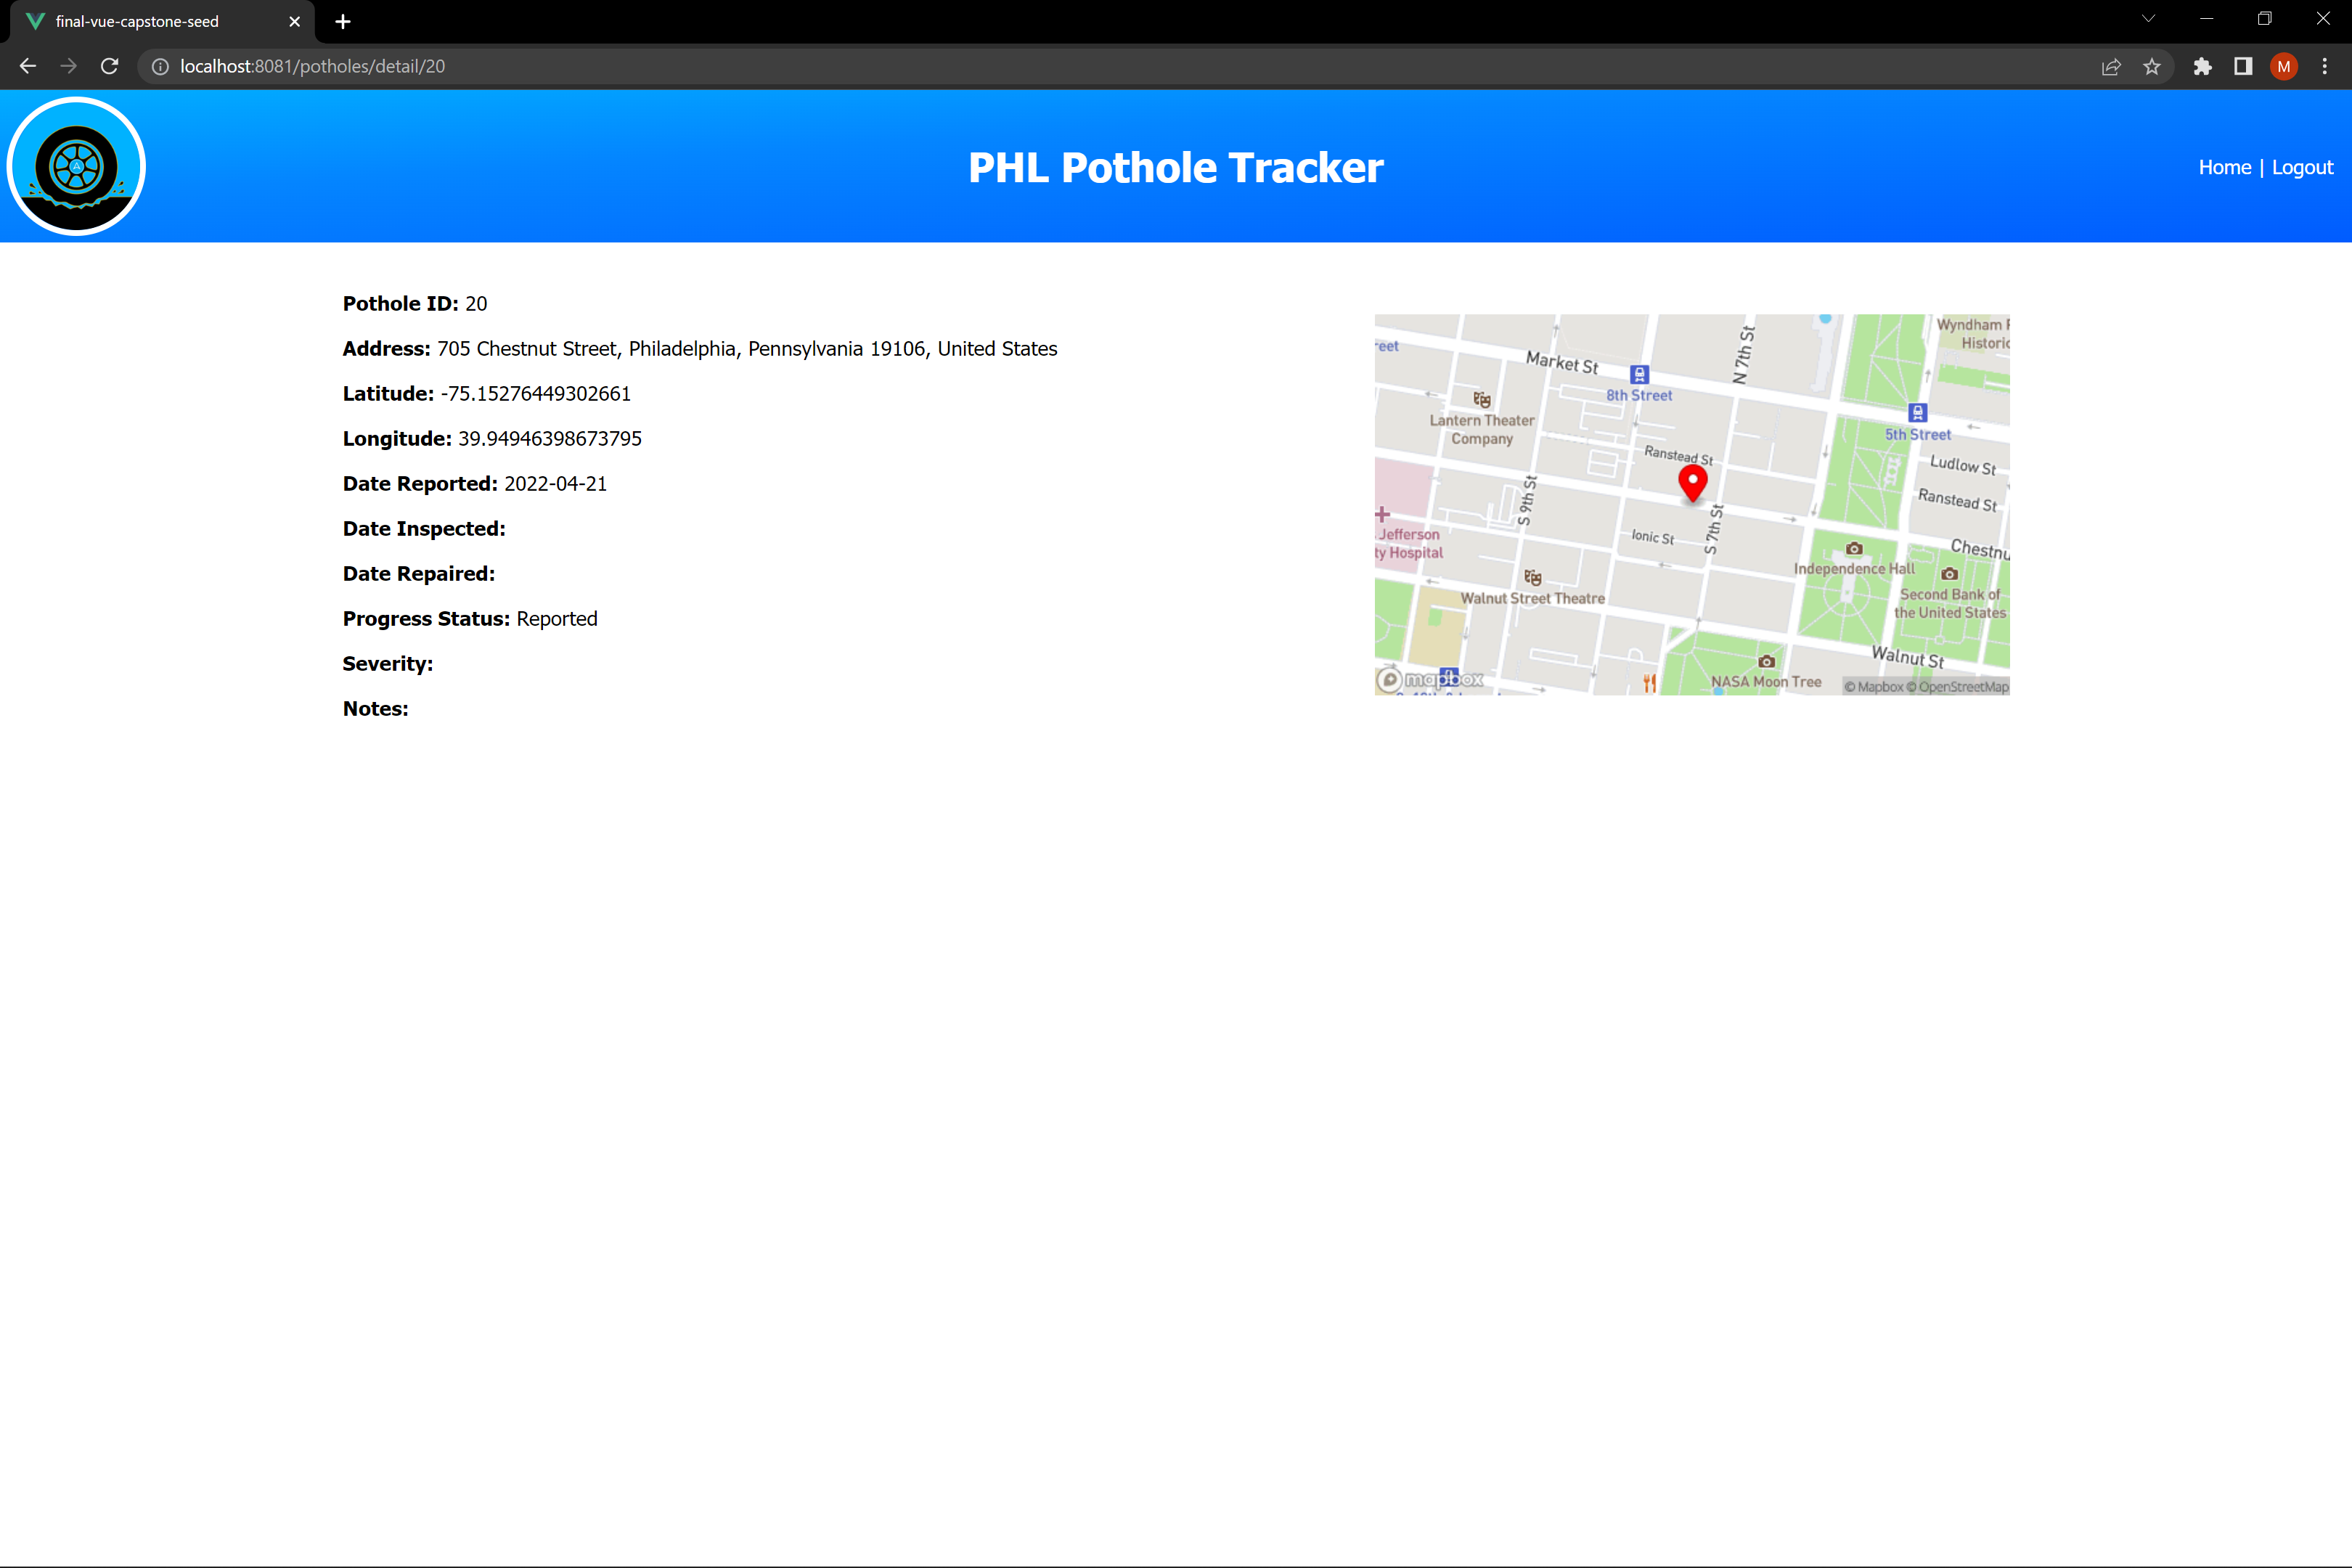 final-vue-capstone-seed
localhost:8081/potholes/detail/20
M
PHL Pothole Tracker
Home | Logout
Pothole ID: 20
Address: 705 Chestnut Street, Philadelphia, Pennsylvania 19106, United States
Latitude: -75.15276449302661
Longitude: 39.94946398673795
Date Reported: 2022-04-21
Date Inspected:
Date Repaired:
Progress Status: Reported
Severity:
Notes:
Wyndham
Historic
reet
Market St
N 7th St
8th Street
Lantern Theater
Company
5th Street
Ranstead St
Ludlow St
Ranstead St
S 9th St
S 7th St
Ionic St
Jefferson
ty Hospital
Chestnu
Independence Hall
Walnut Street Theatre
Second Bank of
the United States
Walnut St
NASA Moon Tree
mapbox
© Mapbox © OpenStreetMap